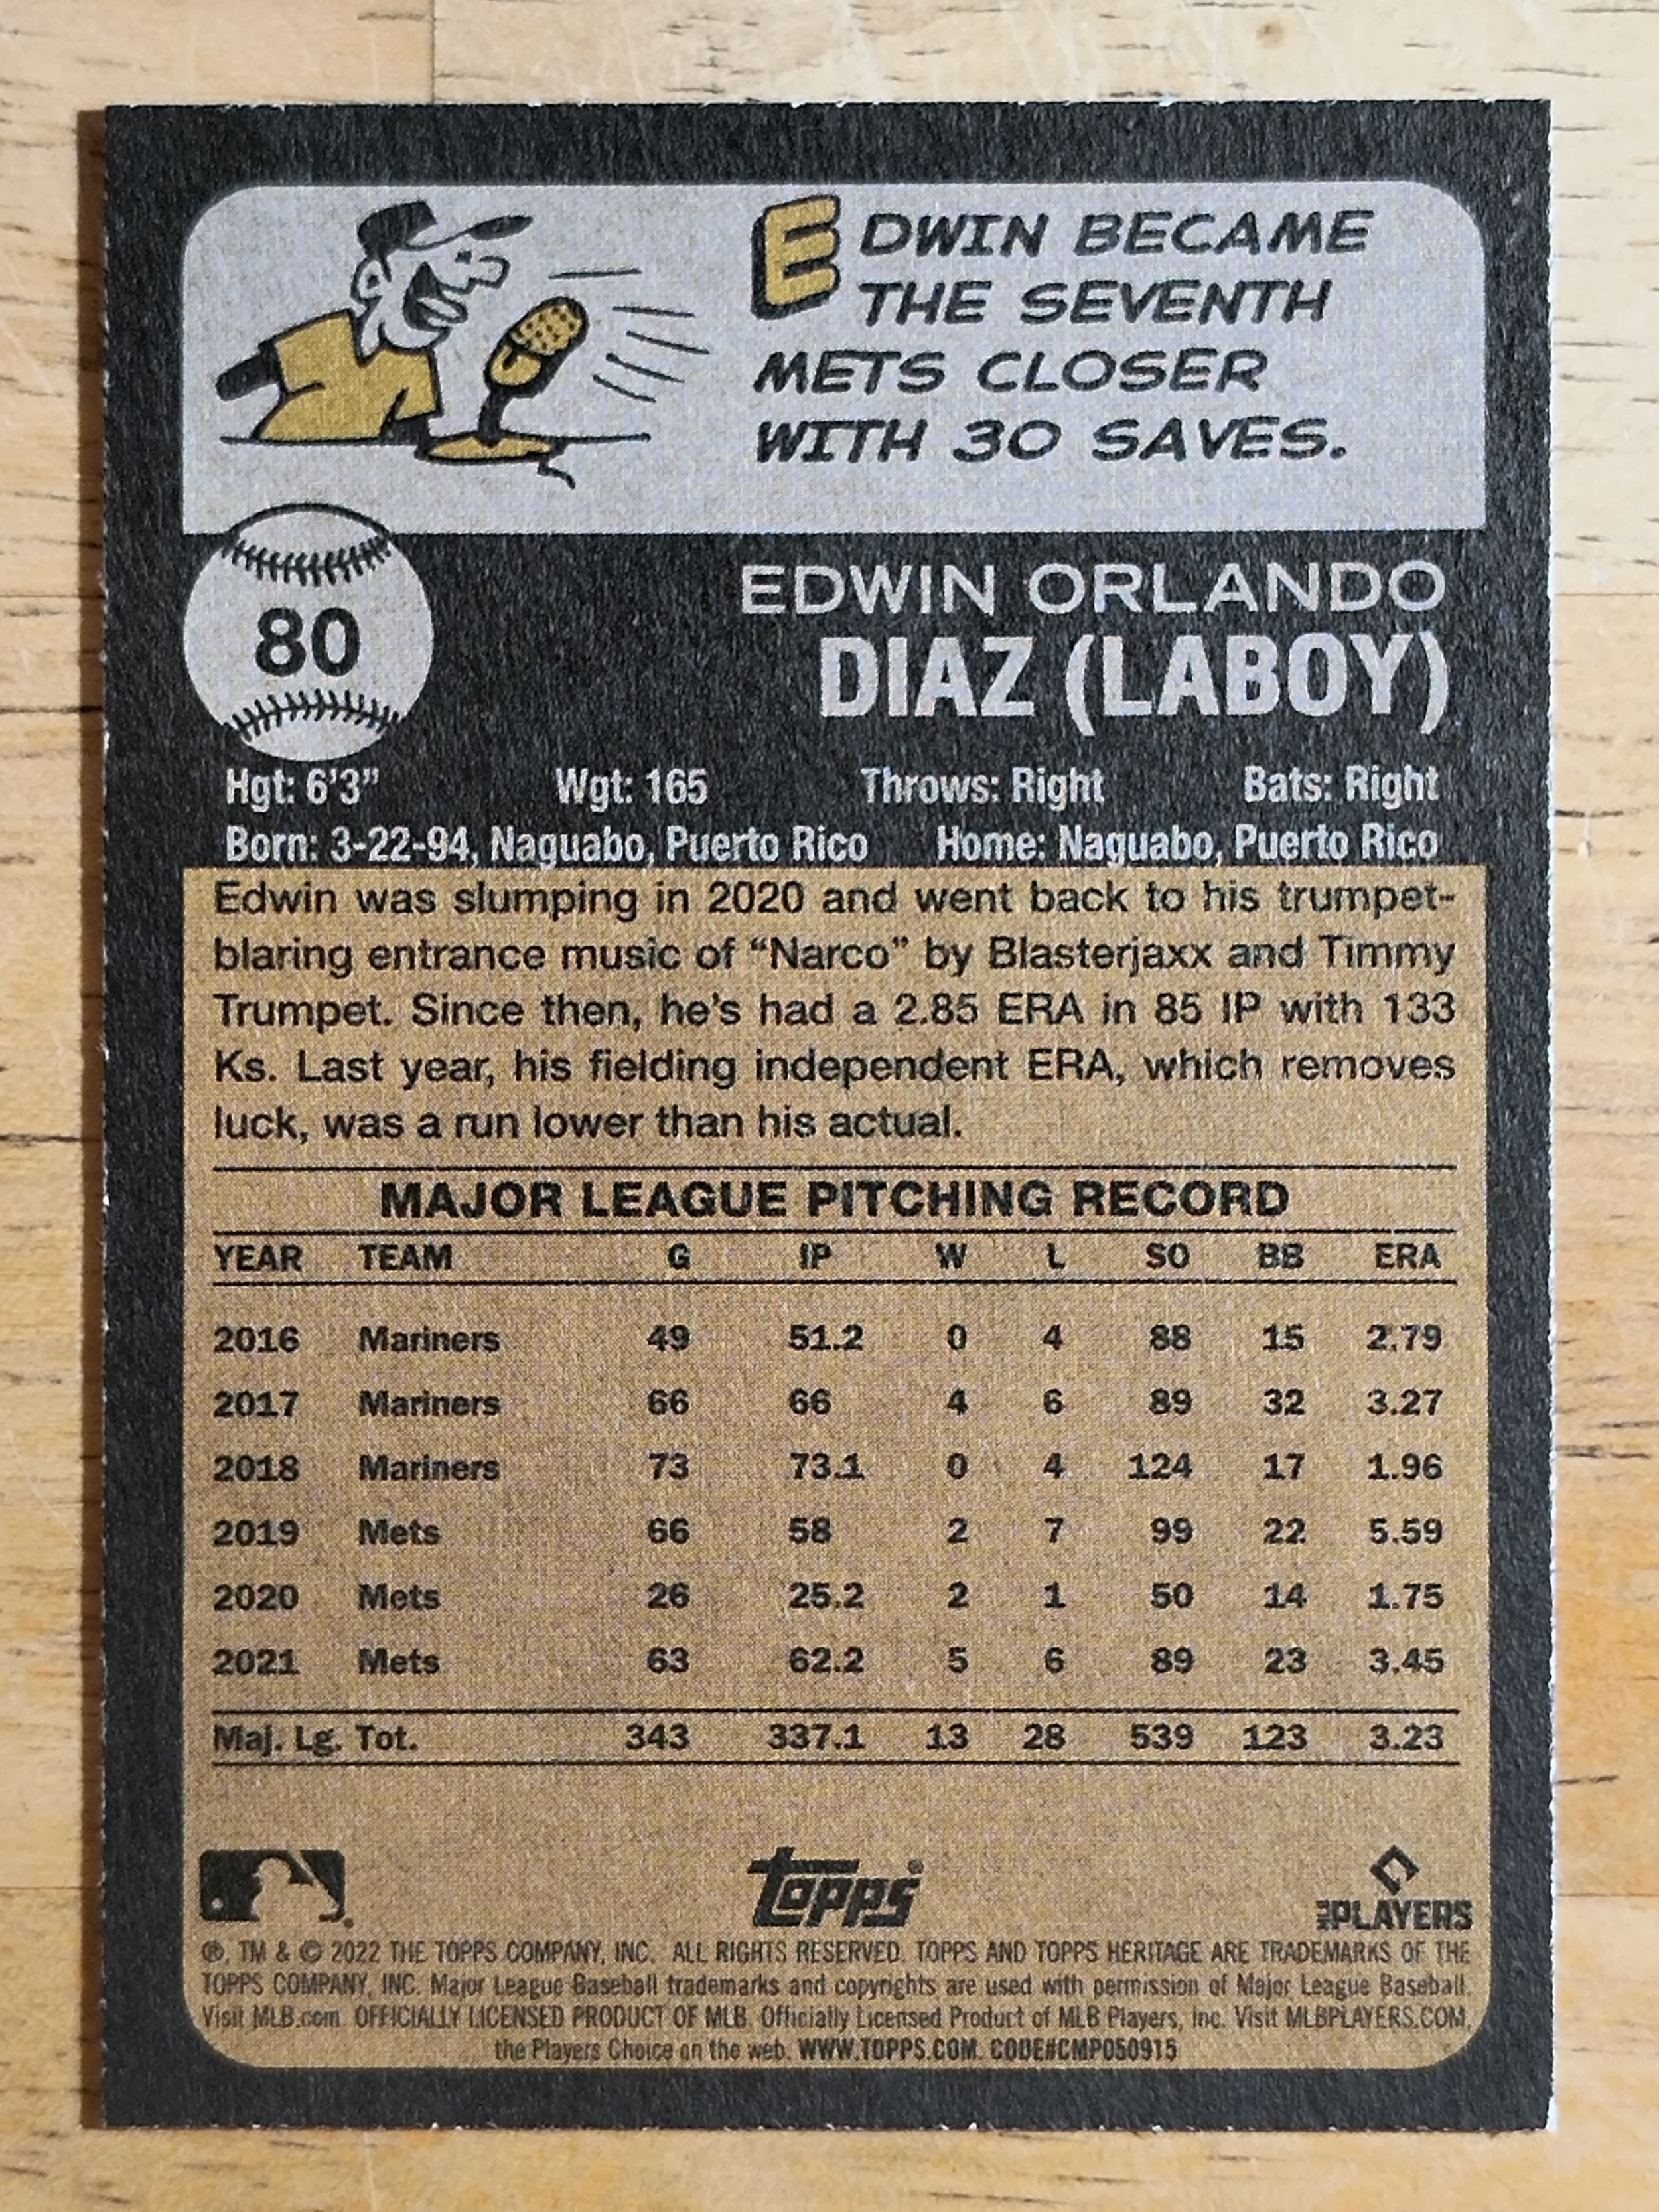 EDWIN BECAME
THE SEVENTH
METS CLOSER
WITH 30 SAVES.
80
EDWIN ORLANDO
DIAZ (LABOY)
Hgt: 6'3" Wgt: 165 Throws: Right Bats: Right
Born: 3-22-94, Naguabo, Puerto Rico Home: Naguabo, Puerto Rico
Edwin was slumping in 2020 and went back to his trumpet-
blaring entrance music of “Narco” by Blasterjaxx and Timmy
Trumpet. Since then, he's had a 2.85 ERA in 85 IP with 133
Ks. Last year, his fielding independent ERA, which removes
luck, was a run lower than his actual.
MAJOR LEAGUE PITCHING RECORD
YEAR TEAM G IP W L SO BB ERA
2016 Mariners 49 51.2 0 4 88 15 2.79
2017 Mariners 66 66 4 6 89 32 3.27
2018 Mariners 73 73.1 0 4 124 17 1.96
2019 Mets 66 58 2 7 99 22 5.59
2020 Mets 26 25.2 2 1 50 14 1.75
2021 Mets 63 62.2 5 6 89 23 3.45
Maj. Lg. Tot. 343 337.1 13 28 539 123 3.23
topps
MLB PLAYERS
®, TM & © 2022 THE TOPPS COMPANY, INC. ALL RIGHTS RESERVED. TOPPS AND TOPPS HERITAGE ARE TRADEMARKS OF THE
TOPPS COMPANY, INC. Major League Baseball trademarks and copyrights are used with permission of Major League Baseball.
Visit MLB.com. OFFICIALLY LICENSED PRODUCT OF MLB. Officially Licensed Product of MLB Players, Inc. Visit MLBPLAYERS.COM,
the Players Choice on the web. WWW.TOPPS.COM. CODE#CMP050915